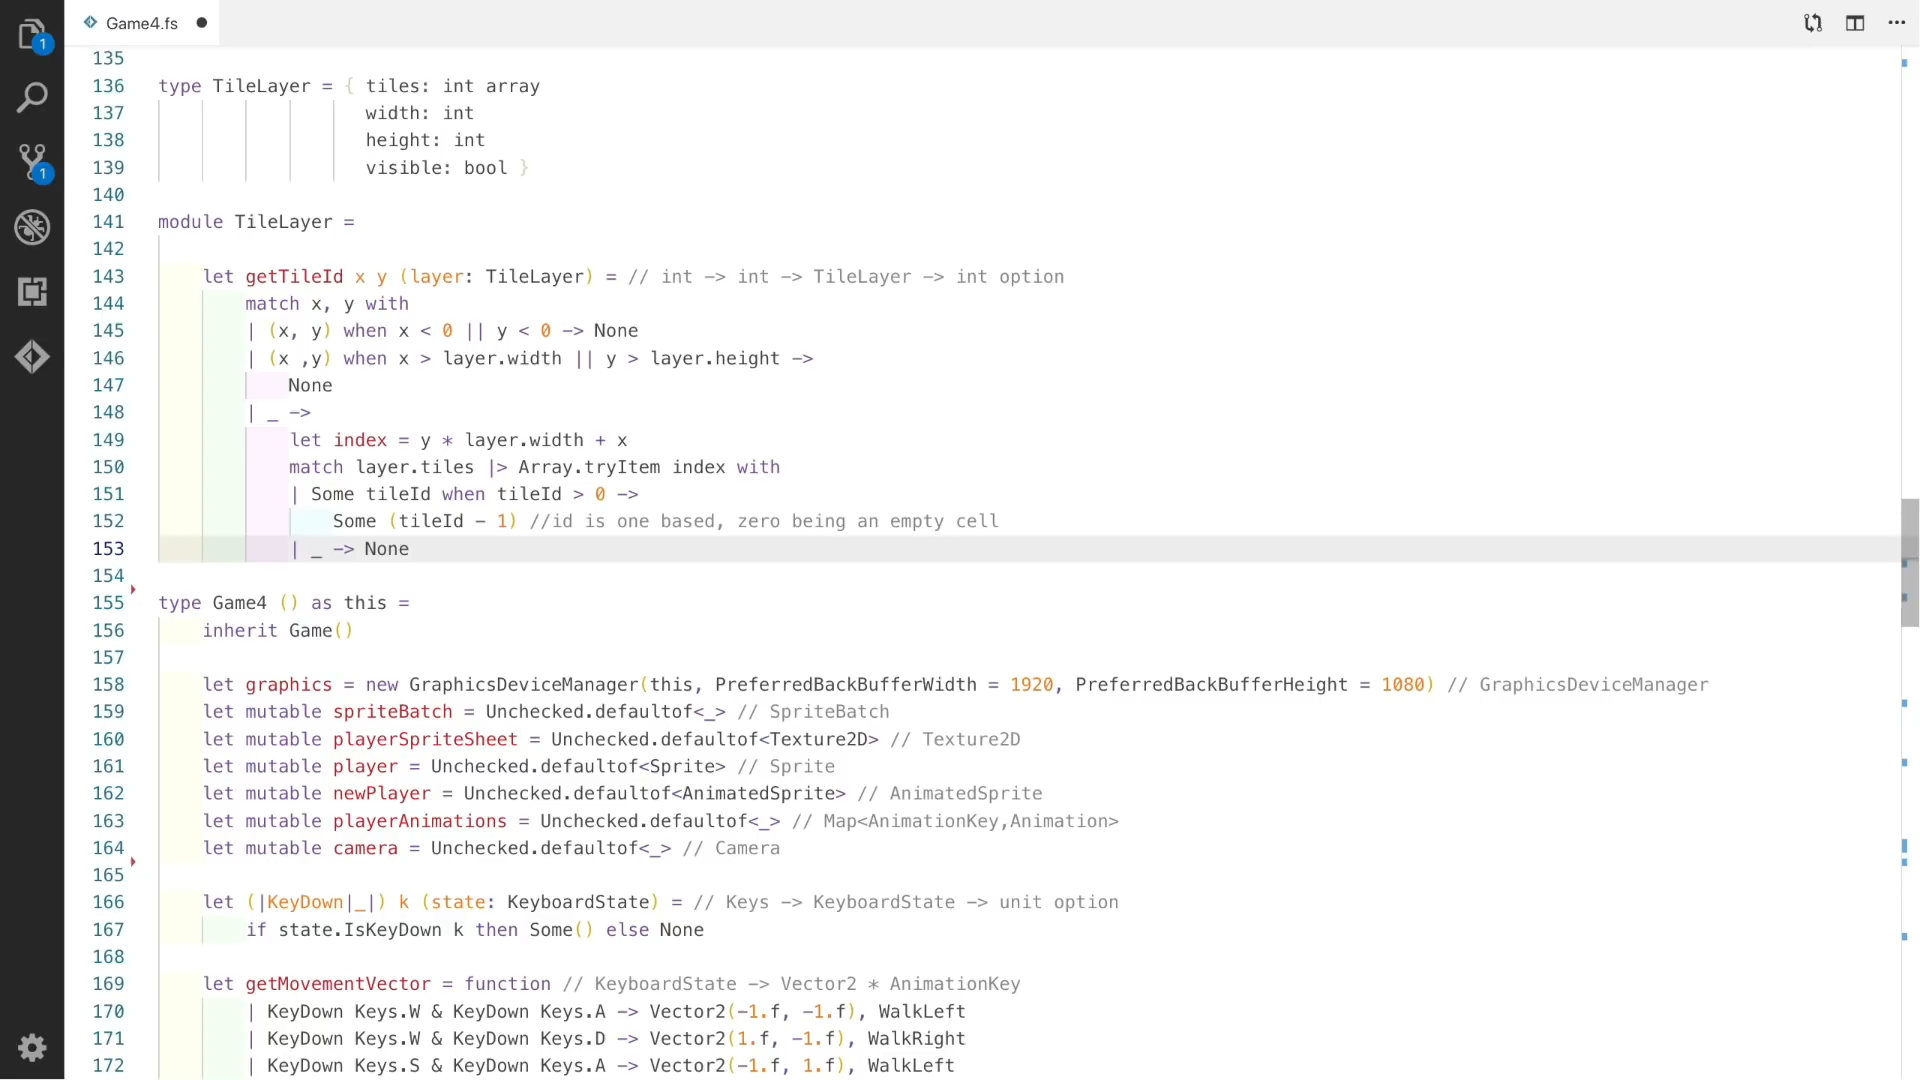 Game4.fs
1
1
135
136 type TileLayer = { tiles: int array
137 width: int
138 height: int
139 visible: bool }
140
141 module TileLayer =
142
143 let getTileId x y (layer: TileLayer) = // int -> int -> TileLayer -> int option
144 match x, y with
145 | (x, y) when x < 0 || y < 0 -> None
146 | (x ,y) when x > layer.width || y > layer.height ->
147 None
148 | _ ->
149 let index = y * layer.width + x
150 match layer.tiles |> Array.tryItem index with
151 | Some tileId when tileId > 0 ->
152 Some (tileId - 1) //id is one based, zero being an empty cell
153 | _ -> None
154
155 type Game4 () as this =
156 inherit Game()
157
158 let graphics = new GraphicsDeviceManager(this, PreferredBackBufferWidth = 1920, PreferredBackBufferHeight = 1080) // GraphicsDeviceManager
159 let mutable spriteBatch = Unchecked.defaultof<_> // SpriteBatch
160 let mutable playerSpriteSheet = Unchecked.defaultof<Texture2D> // Texture2D
161 let mutable player = Unchecked.defaultof<Sprite> // Sprite
162 let mutable newPlayer = Unchecked.defaultof<AnimatedSprite> // AnimatedSprite
163 let mutable playerAnimations = Unchecked.defaultof<_> // Map<AnimationKey,Animation>
164 let mutable camera = Unchecked.defaultof<_> // Camera
165
166 let (|KeyDown|_|) k (state: KeyboardState) = // Keys -> KeyboardState -> unit option
167 if state.IsKeyDown k then Some() else None
168
169 let getMovementVector = function // KeyboardState -> Vector2 * AnimationKey
170 | KeyDown Keys.W & KeyDown Keys.A -> Vector2(-1.f, -1.f), WalkLeft
171 | KeyDown Keys.W & KeyDown Keys.D -> Vector2(1.f, -1.f), WalkRight
172 | KeyDown Keys.S & KeyDown Keys.A -> Vector2(-1.f, 1.f), WalkLeft